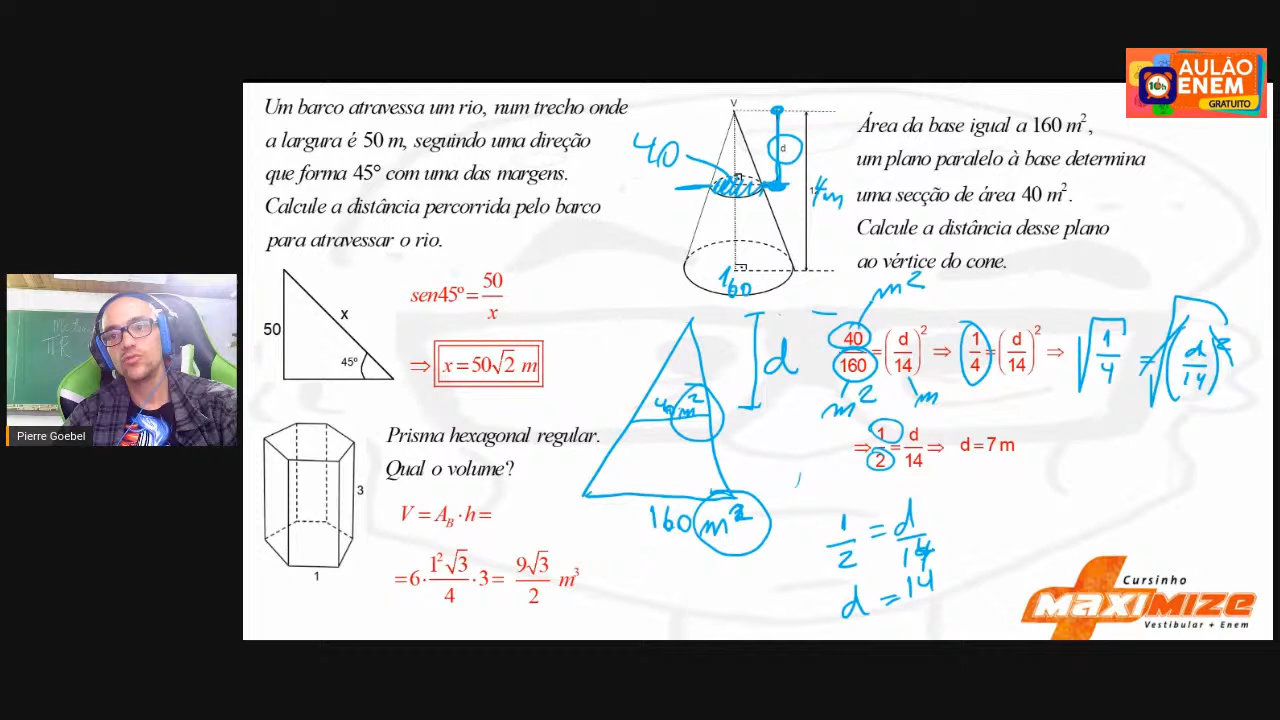 AULÃO
ENEM
GRATUITO
10h
Um barco atravessa um rio, num trecho onde
a largura é 50 m, seguindo uma direção
que forma 45° com uma das margens.
Calcule a distância percorrida pelo barco
para atravessar o rio.
50
x
45º
sen45º = 50/x
⇒ x = 50√2 m
V
40
d
14m
160
Área da base igual a 160 m²,
um plano paralelo à base determina
uma secção de área 40 m².
Calcule a distância desse plano
ao vértice do cone.
m²
40/160 = (d/14)² ⇒ 1/4 = (d/14)² ⇒ √1/4 = √(d/14)²
m² m
⇒ 1/2 = d/14 ⇒ d = 7 m
d
40 m²
160 m²
1/2 = d/14
d = 14
Prisma hexagonal regular.
Qual o volume?
3
1
V = A_B · h =
= 6 · 1²√3/4 · 3 = 9√3/2 m³
Pierre Goebel
Cursinho
MAXIMIZE
Vestibular + Enem